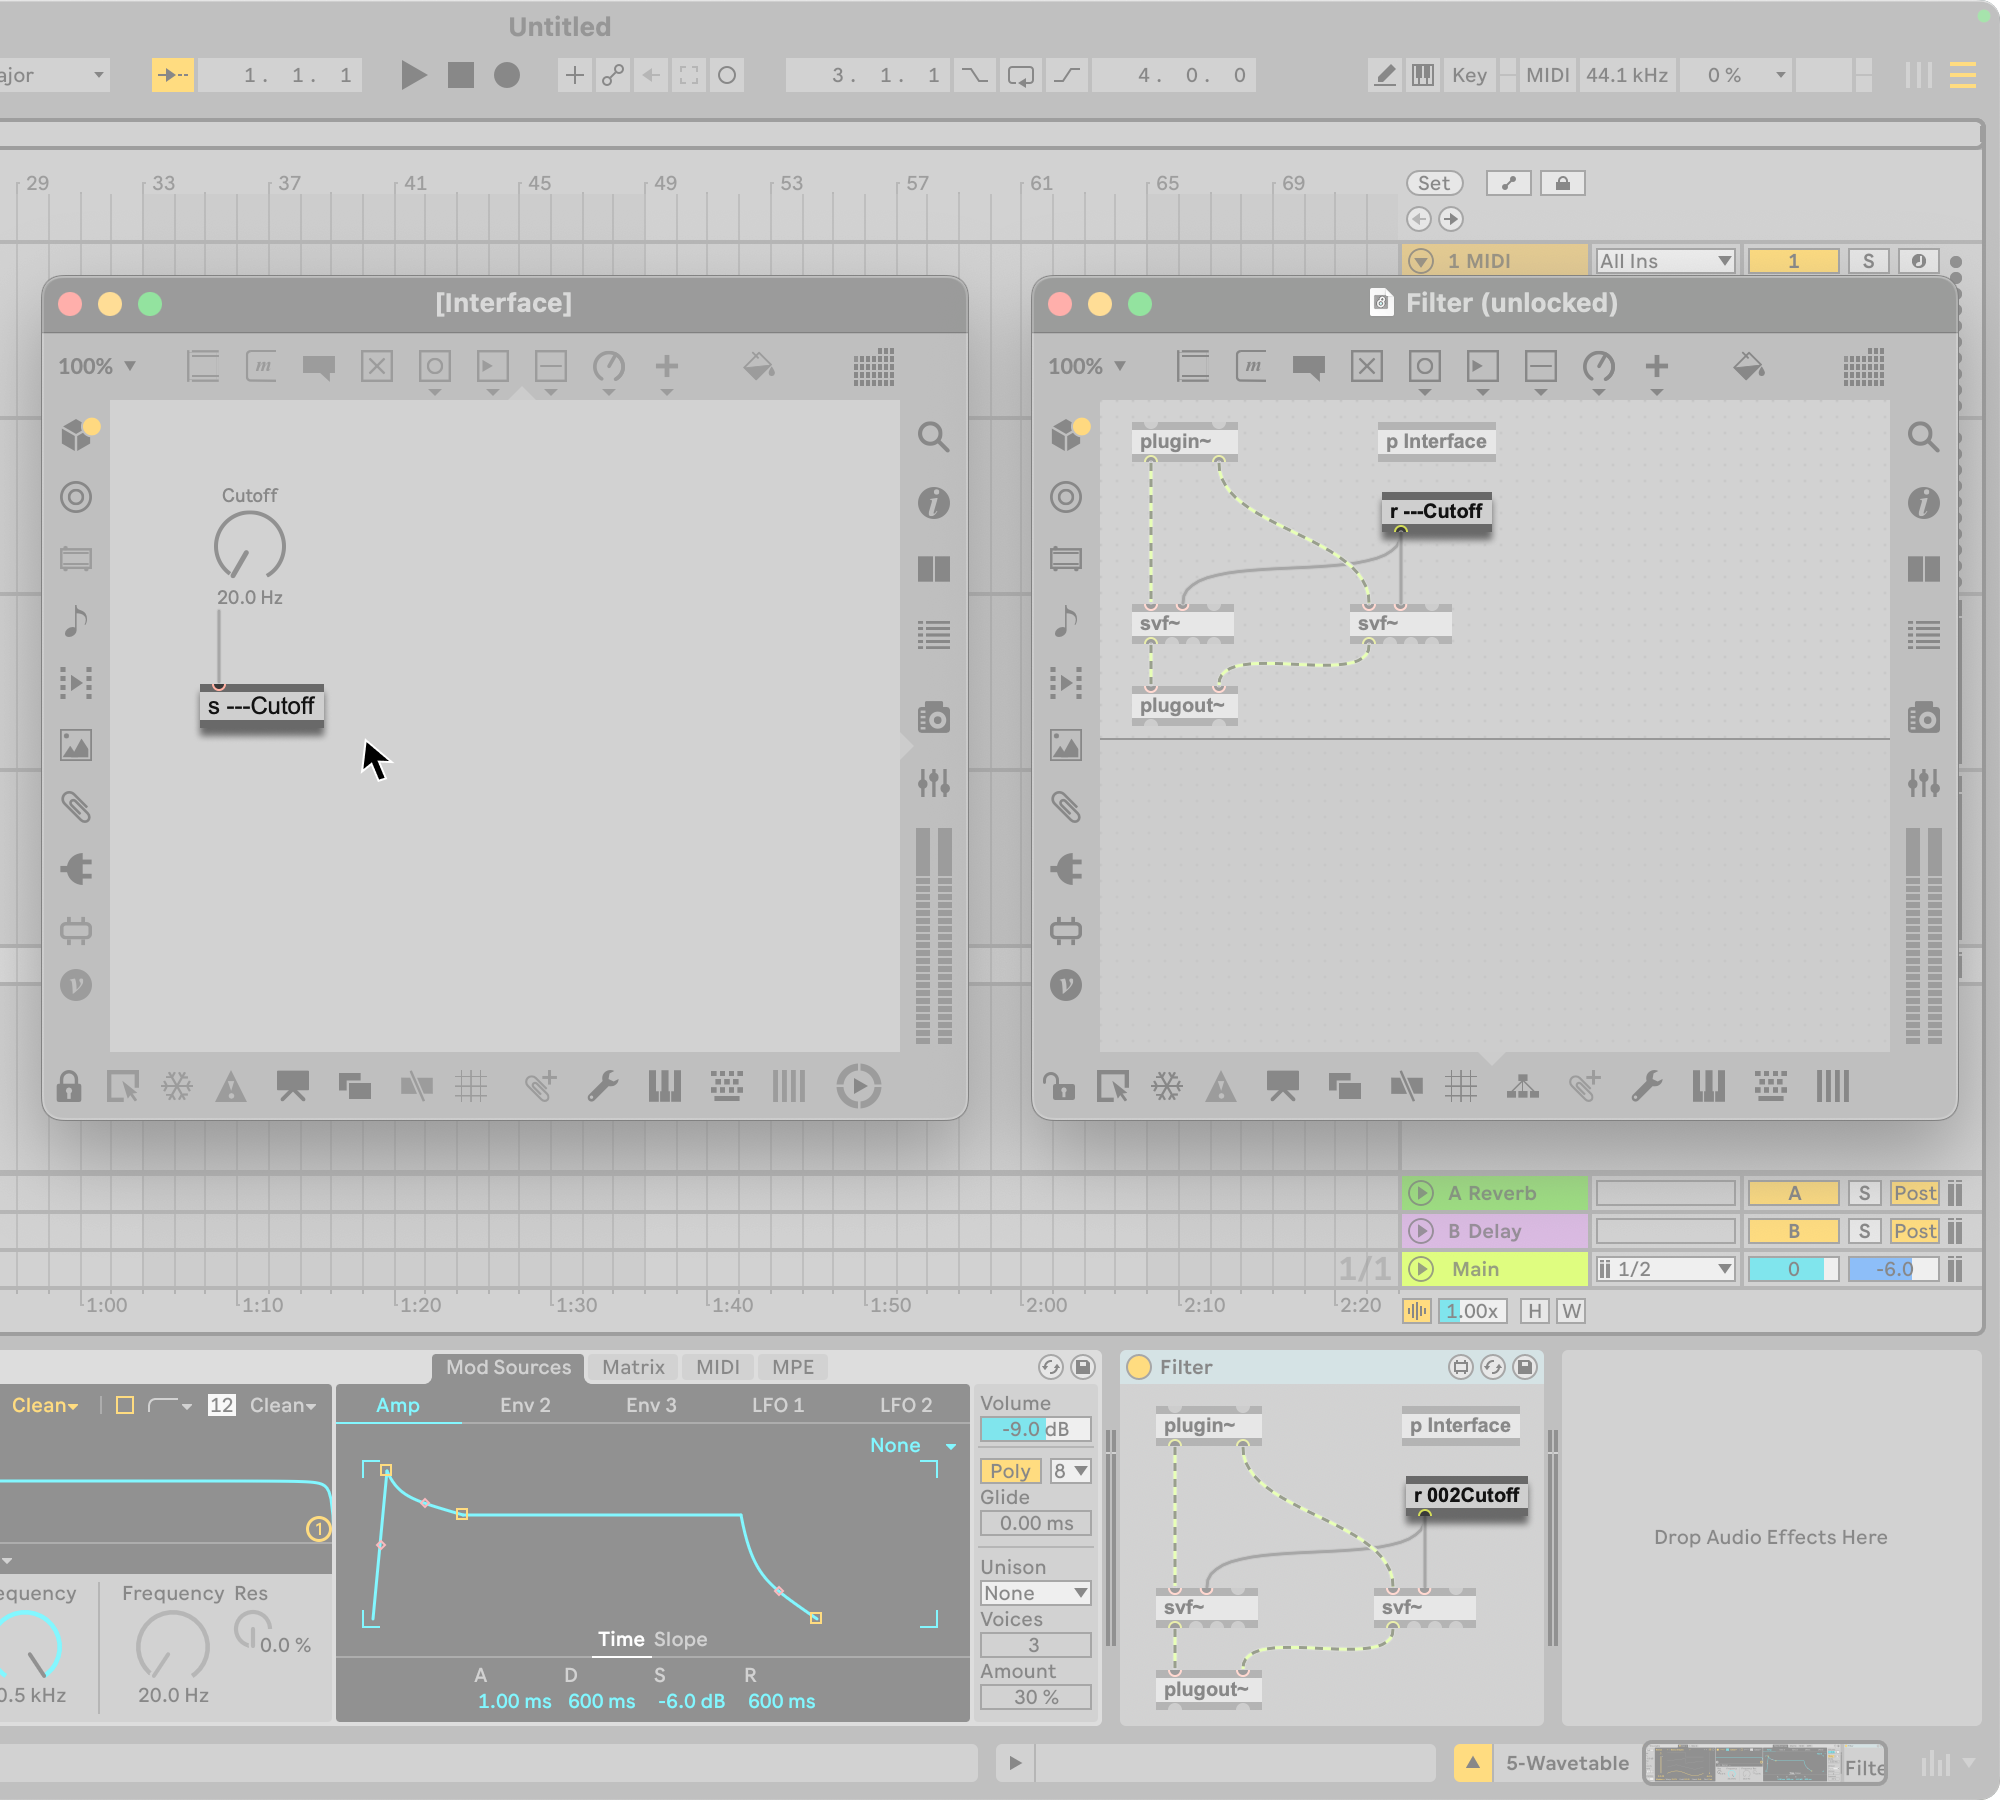 Untitled
ajor
1. 1. 1
3. 1. 1
4. 0. 0
Key
MIDI
44.1 kHz
0 %
29
33
37
41
45
49
53
57
61
65
69
Set
1 MIDI
All Ins
1
S
[Interface]
100%
m
Cutoff
20.0 Hz
s ---Cutoff
i
v
Filter (unlocked)
100%
m
plugin~
p Interface
r ---Cutoff
svf~
svf~
plugout~
i
v
A Reverb
A
S
Post
B Delay
B
S
Post
1/1
Main
1/2
0
-6.0
1:00
1:10
1:20
1:30
1:40
1:50
2:00
2:10
2:20
1.00x
H
W
Mod Sources
Matrix
MIDI
MPE
Clean
12
Clean
Amp
Env 2
Env 3
LFO 1
LFO 2
None
1
equency
Frequency
Res
0.0 %
0.5 kHz
20.0 Hz
Time
Slope
A
D
S
R
1.00 ms
600 ms
-6.0 dB
600 ms
Volume
-9.0 dB
Poly
8
Glide
0.00 ms
Unison
None
Voices
3
Amount
30 %
Filter
plugin~
p Interface
r 002Cutoff
svf~
svf~
plugout~
Drop Audio Effects Here
5-Wavetable
Filte